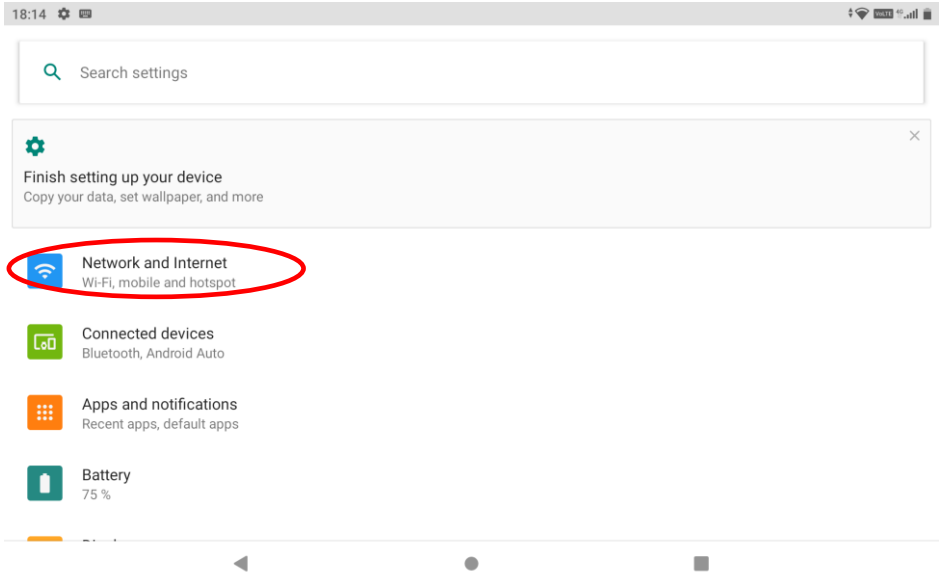 18:14
VoLTE 4G
Search settings
Finish setting up your device
Copy your data, set wallpaper, and more
Network and Internet
Wi-Fi, mobile and hotspot
Connected devices
Bluetooth, Android Auto
Apps and notifications
Recent apps, default apps
Battery
75 %